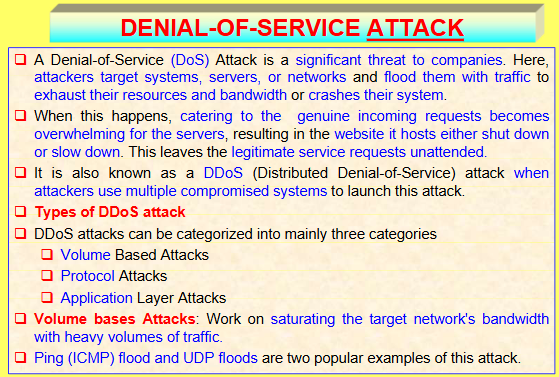 DENIAL-OF-SERVICE ATTACK
A Denial-of-Service (DoS) Attack is a significant threat to companies. Here,
attackers target systems, servers, or networks and flood them with traffic to
exhaust their resources and bandwidth or crashes their system.
When this happens, catering to the genuine incoming requests becomes
overwhelming for the servers, resulting in the website it hosts either shut down
or slow down. This leaves the legitimate service requests unattended.
It is also known as a DDoS (Distributed Denial-of-Service) attack when
attackers use multiple compromised systems to launch this attack.
Types of DDoS attack
DDoS attacks can be categorized into mainly three categories
Volume Based Attacks
Protocol Attacks
Application Layer Attacks
Volume bases Attacks: Work on saturating the target network's bandwidth
with heavy volumes of traffic.
Ping (ICMP) flood and UDP floods are two popular examples of this attack.